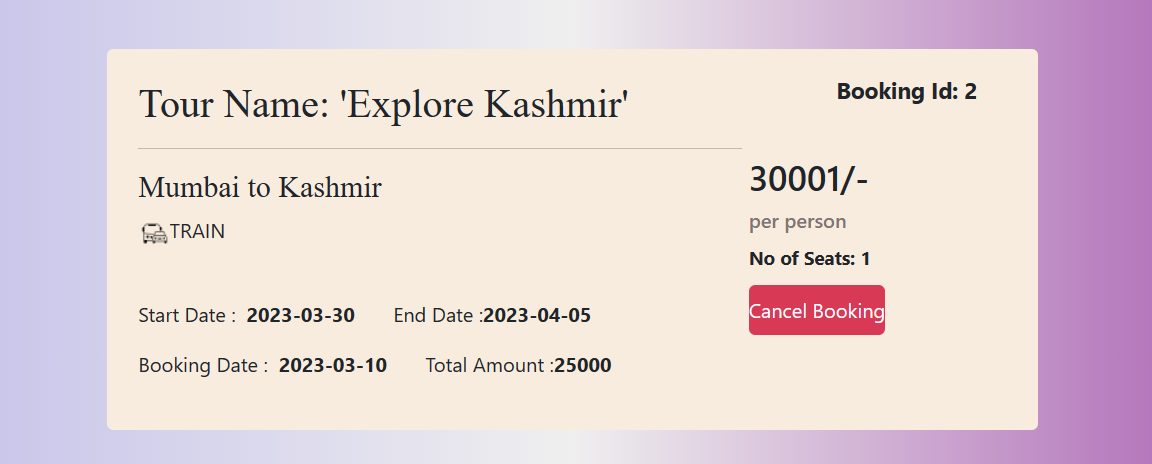 Tour Name: 'Explore Kashmir'
Booking Id: 2
Mumbai to Kashmir
TRAIN
30001/-
per person
No of Seats: 1
Cancel Booking
Start Date : 2023-03-30 End Date :2023-04-05
Booking Date : 2023-03-10 Total Amount :25000